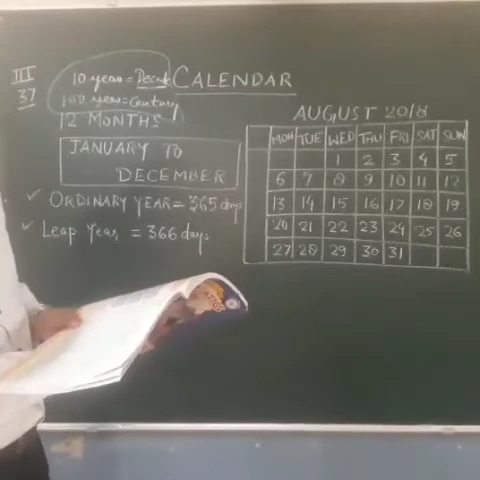 III
37
10 year = Decade
100 years = Century
CALENDAR
12 MONTHS
JANUARY TO
DECEMBER
✓ ORDINARY YEAR = 365 days
✓ Leap Year = 366 days
AUGUST 2018
MON TUE WED THU FRI SAT SUN
1 2 3 4 5
6 7 8 9 10 11 12
13 14 15 16 17 18 19
20 21 22 23 24 25 26
27 28 29 30 31